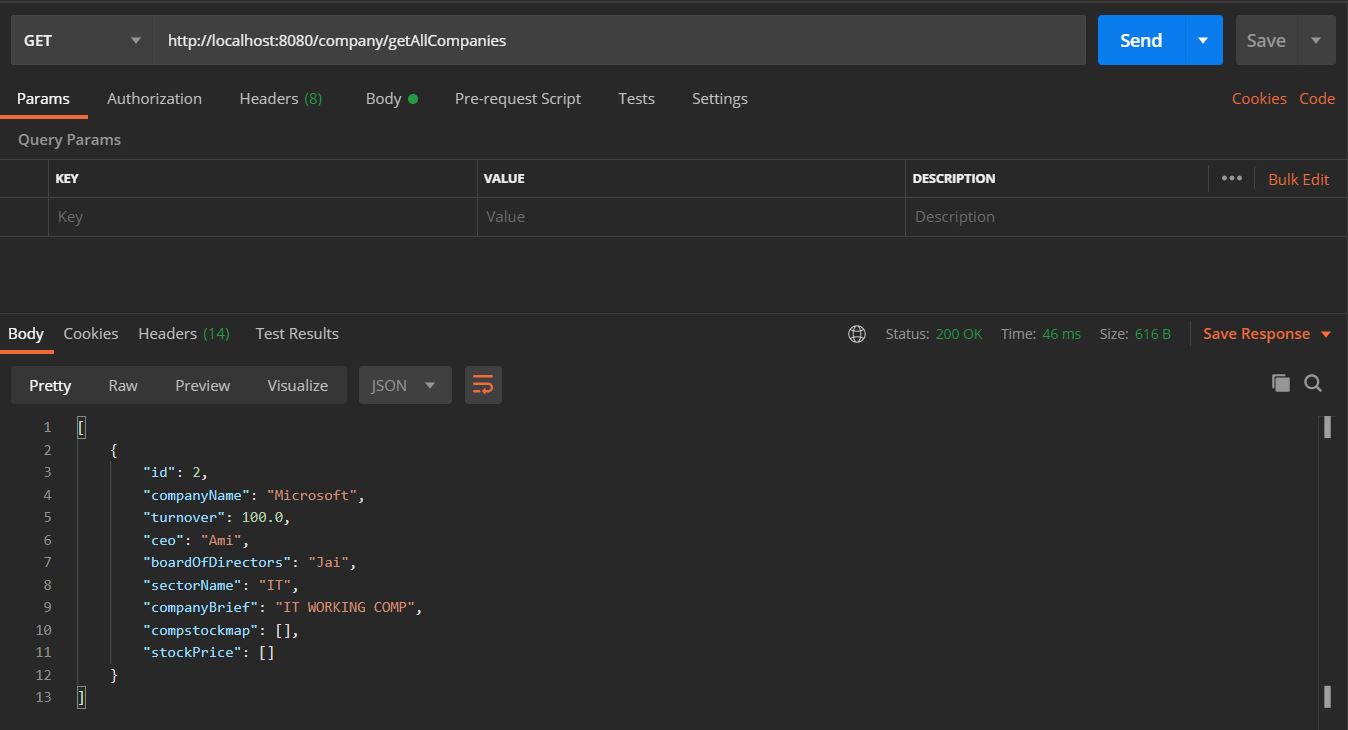 GET http://localhost:8080/company/getAllCompanies Send Save
Params Authorization Headers (8) Body Pre-request Script Tests Settings Cookies Code
Query Params
KEY VALUE DESCRIPTION ••• Bulk Edit
Key Value Description
Body Cookies Headers (14) Test Results Status: 200 OK Time: 46 ms Size: 616 B Save Response
Pretty Raw Preview Visualize JSON
1 [
2 {
3 "id": 2,
4 "companyName": "Microsoft",
5 "turnover": 100.0,
6 "ceo": "Ami",
7 "boardOfDirectors": "Jai",
8 "sectorName": "IT",
9 "companyBrief": "IT WORKING COMP",
10 "compstockmap": [],
11 "stockPrice": []
12 }
13 ]